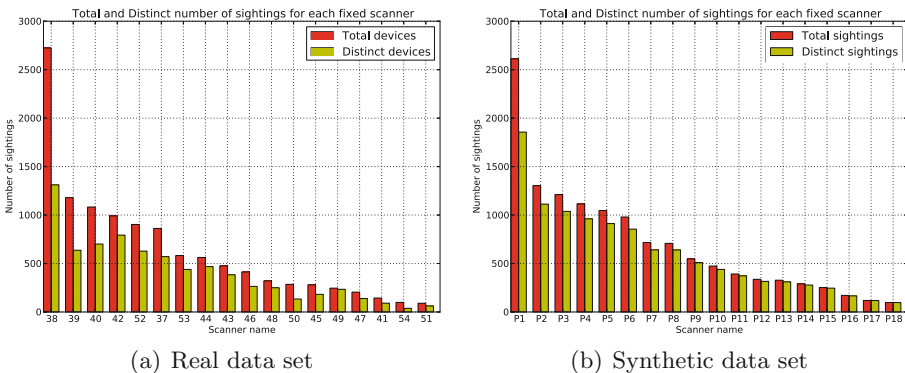 Total and Distinct number of sightings for each fixed scanner
Total devices
Distinct devices
Number of sightings
3000
2500
2000
1500
1000
500
0
38 39 40 42 52 37 53 44 43 46 48 50 45 49 47 41 54 51
Scanner name
(a) Real data set
Total and Distinct number of sightings for each fixed scanner
Total sightings
Distinct sightings
Number of sightings
3000
2500
2000
1500
1000
500
0
P1 P2 P3 P4 P5 P6 P7 P8 P9 P10 P11 P12 P13 P14 P15 P16 P17 P18
Scanner name
(b) Synthetic data set